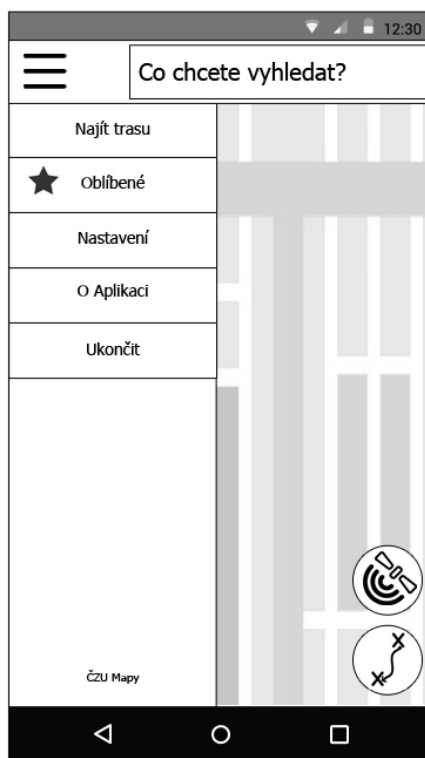 12:30
Co chcete vyhledat?
Najít trasu
Oblíbené
Nastavení
O Aplikaci
Ukončit
ČZU Mapy